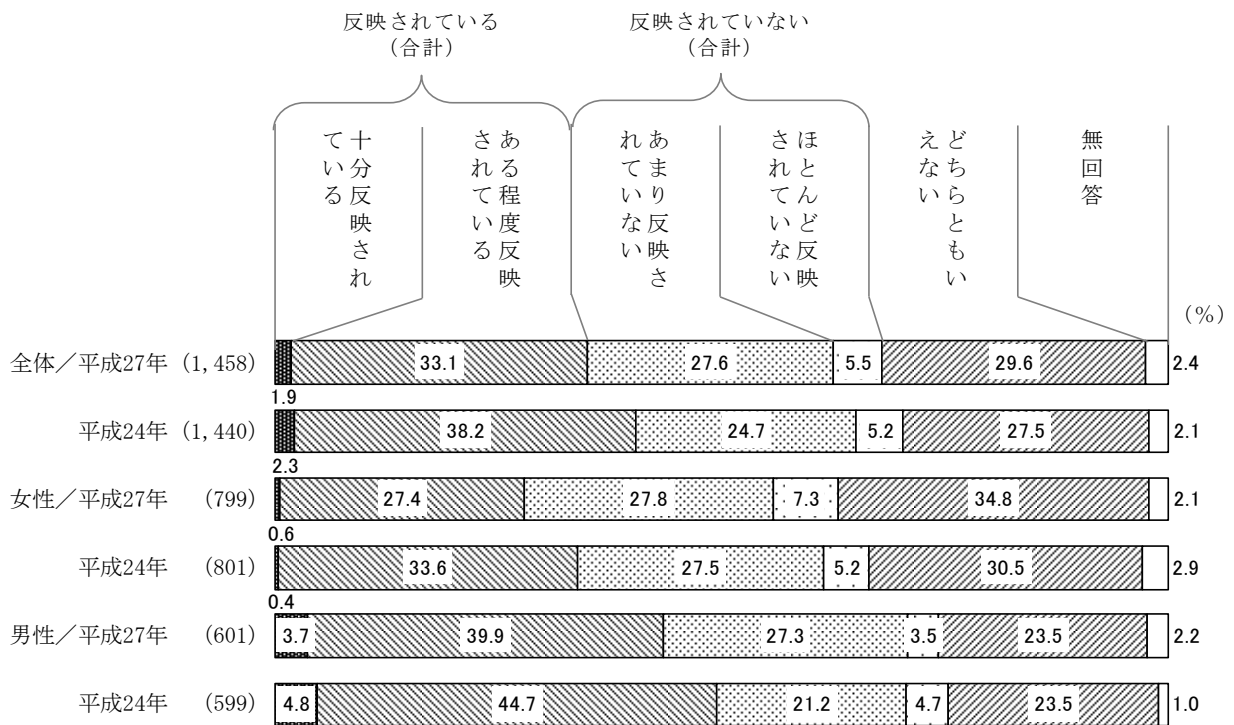 反映されている
（合計）
反映されていない
（合計）
十分反映され
ている
ある程度反映
されている
あまり反映さ
れていない
ほとんど反映
されていない
どちらともい
えない
無回答
（%）
全体／平成27年（1,458） 33.1 27.6 5.5 29.6 2.4
1.9
平成24年（1,440） 38.2 24.7 5.2 27.5 2.1
2.3
女性／平成27年 （799） 27.4 27.8 7.3 34.8 2.1
0.6
平成24年 （801） 33.6 27.5 5.2 30.5 2.9
0.4
男性／平成27年 （601） 3.7 39.9 27.3 3.5 23.5 2.2
平成24年 （599） 4.8 44.7 21.2 4.7 23.5 1.0